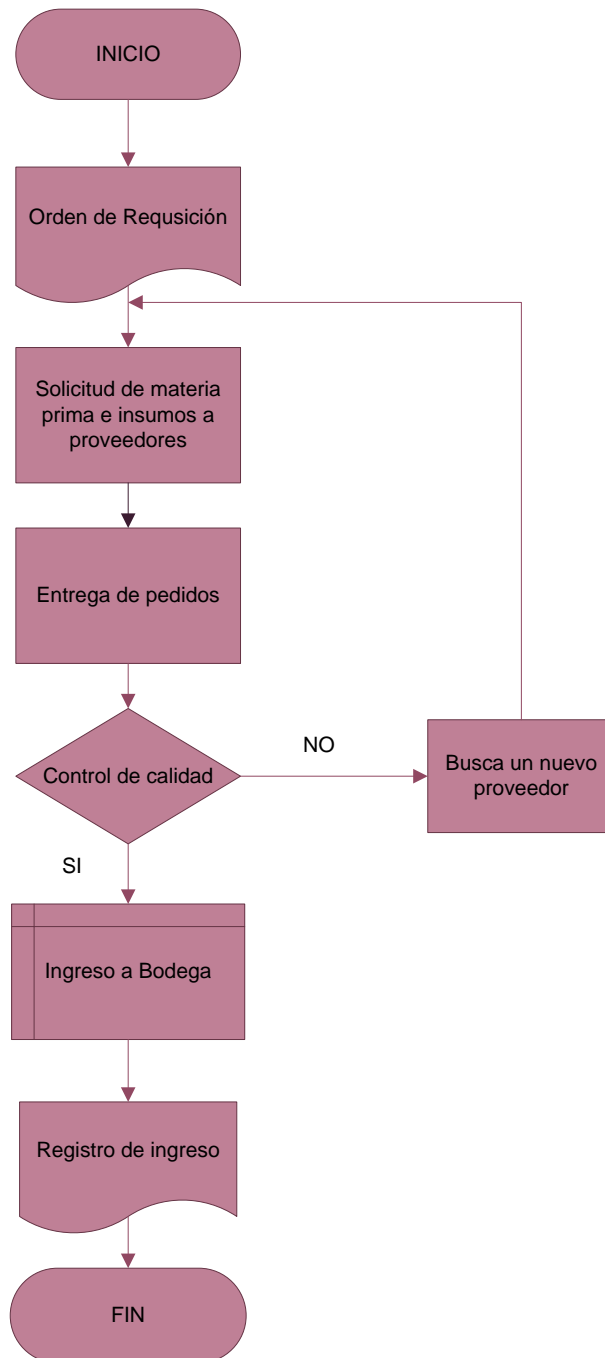 INICIO
Orden de Requsición
Solicitud de materia
prima e insumos a
proveedores
Entrega de pedidos
NO
Control de calidad
Busca un nuevo
proveedor
SI
Ingreso a Bodega
Registro de ingreso
FIN